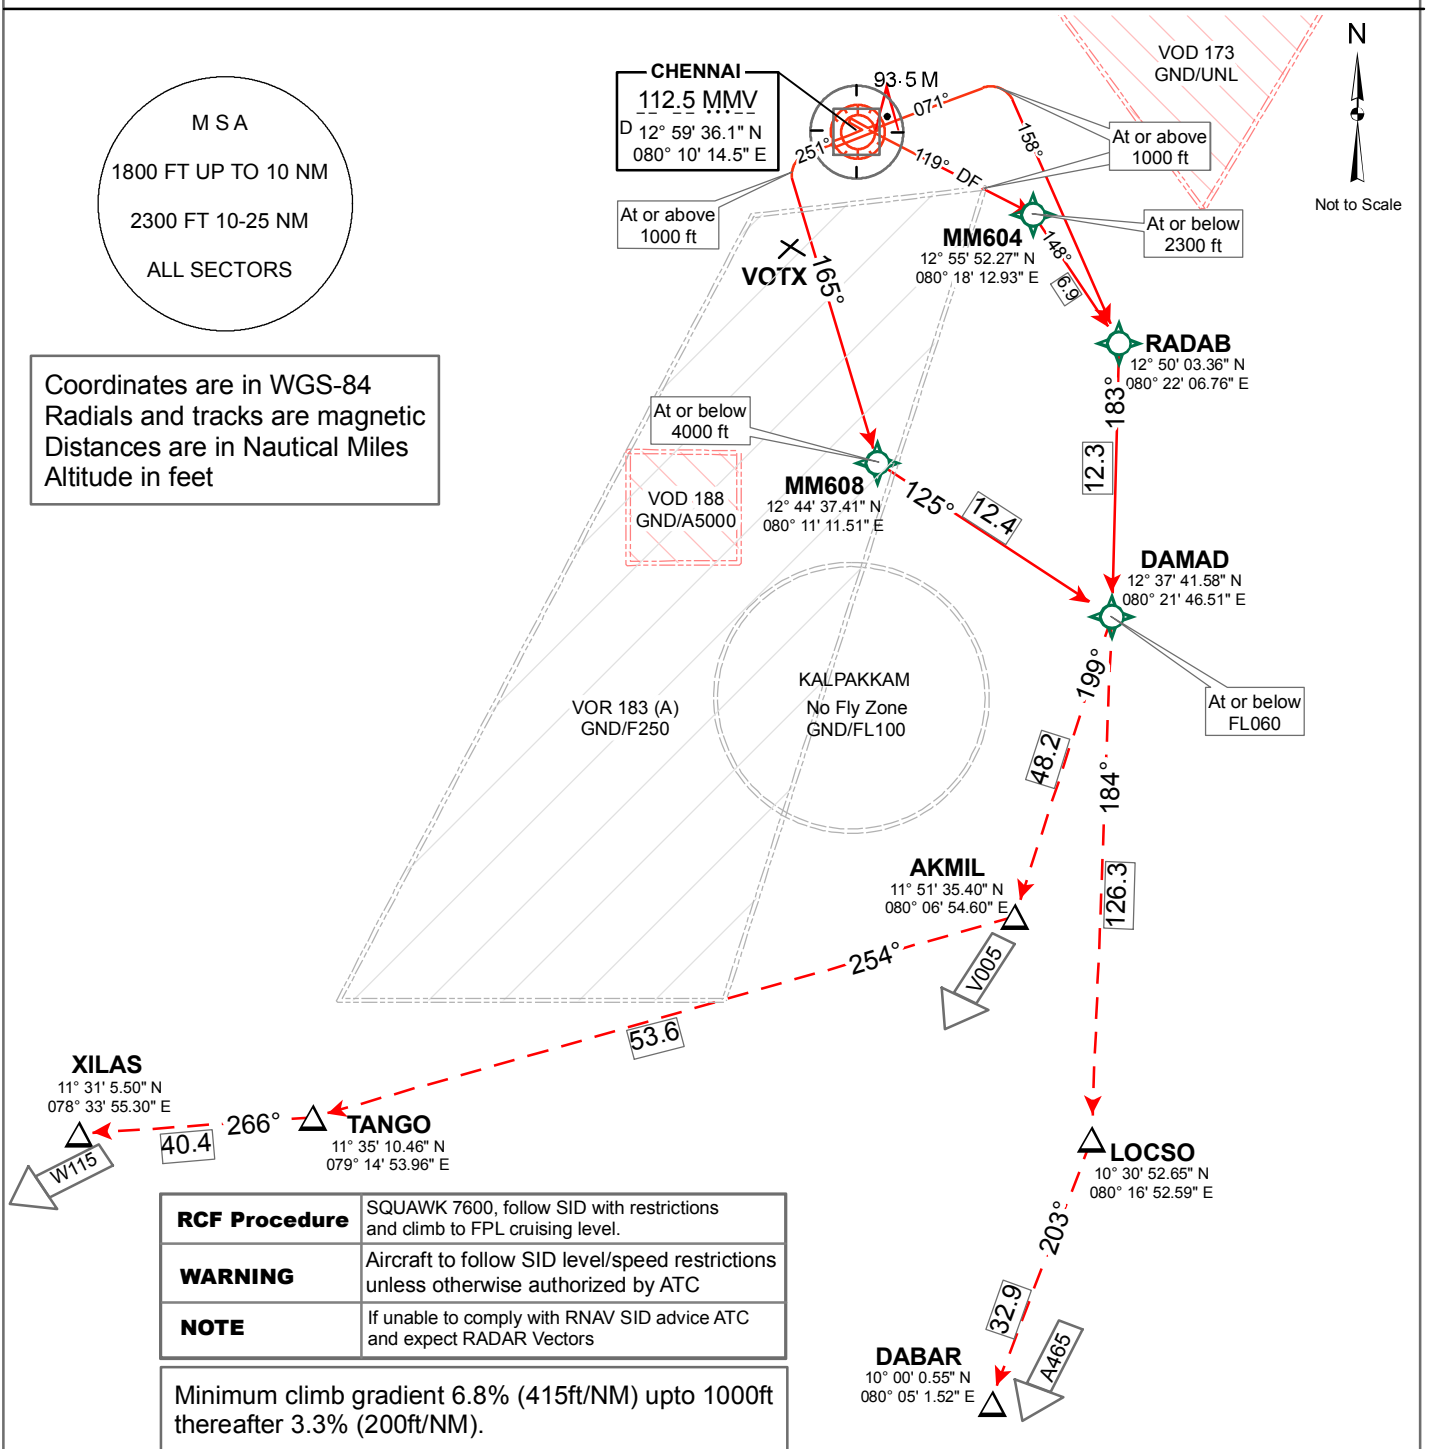 N
Not to Scale
VOD 173
GND/UNL
M S A
1800 FT UP TO 10 NM
2300 FT 10-25 NM
ALL SECTORS
CHENNAI
112.5 MMV
D 12° 59' 36.1" N
080° 10' 14.5" E
93.5 M
071°
251°
119° DF
158°
At or above
1000 ft
At or above
1000 ft
At or below
2300 ft
MM604
12° 55' 52.27" N
080° 18' 12.93" E
148°
6.9
VOTX
165°
RADAB
12° 50' 03.36" N
080° 22' 06.76" E
183°
12.3
Coordinates are in WGS-84
Radials and tracks are magnetic
Distances are in Nautical Miles
Altitude in feet
At or below
4000 ft
MM608
12° 44' 37.41" N
080° 11' 11.51" E
VOD 188
GND/A5000
125°
12.4
DAMAD
12° 37' 41.58" N
080° 21' 46.51" E
At or below
FL060
KALPAKKAM
No Fly Zone
GND/FL100
VOR 183 (A)
GND/F250
199°
48.2
184°
126.3
AKMIL
11° 51' 35.40" N
080° 06' 54.60" E
V005
254°
53.6
XILAS
11° 31' 5.50" N
078° 33' 55.30" E
W115
266°
40.4
TANGO
11° 35' 10.46" N
079° 14' 53.96" E
LOCSO
10° 30' 52.65" N
080° 16' 52.59" E
203°
32.9
DABAR
10° 00' 0.55" N
080° 05' 1.52" E
A465
RCF Procedure
SQUAWK 7600, follow SID with restrictions
and climb to FPL cruising level.
WARNING
Aircraft to follow SID level/speed restrictions
unless otherwise authorized by ATC
NOTE
If unable to comply with RNAV SID advice ATC
and expect RADAR Vectors
Minimum climb gradient 6.8% (415ft/NM) upto 1000ft
thereafter 3.3% (200ft/NM).